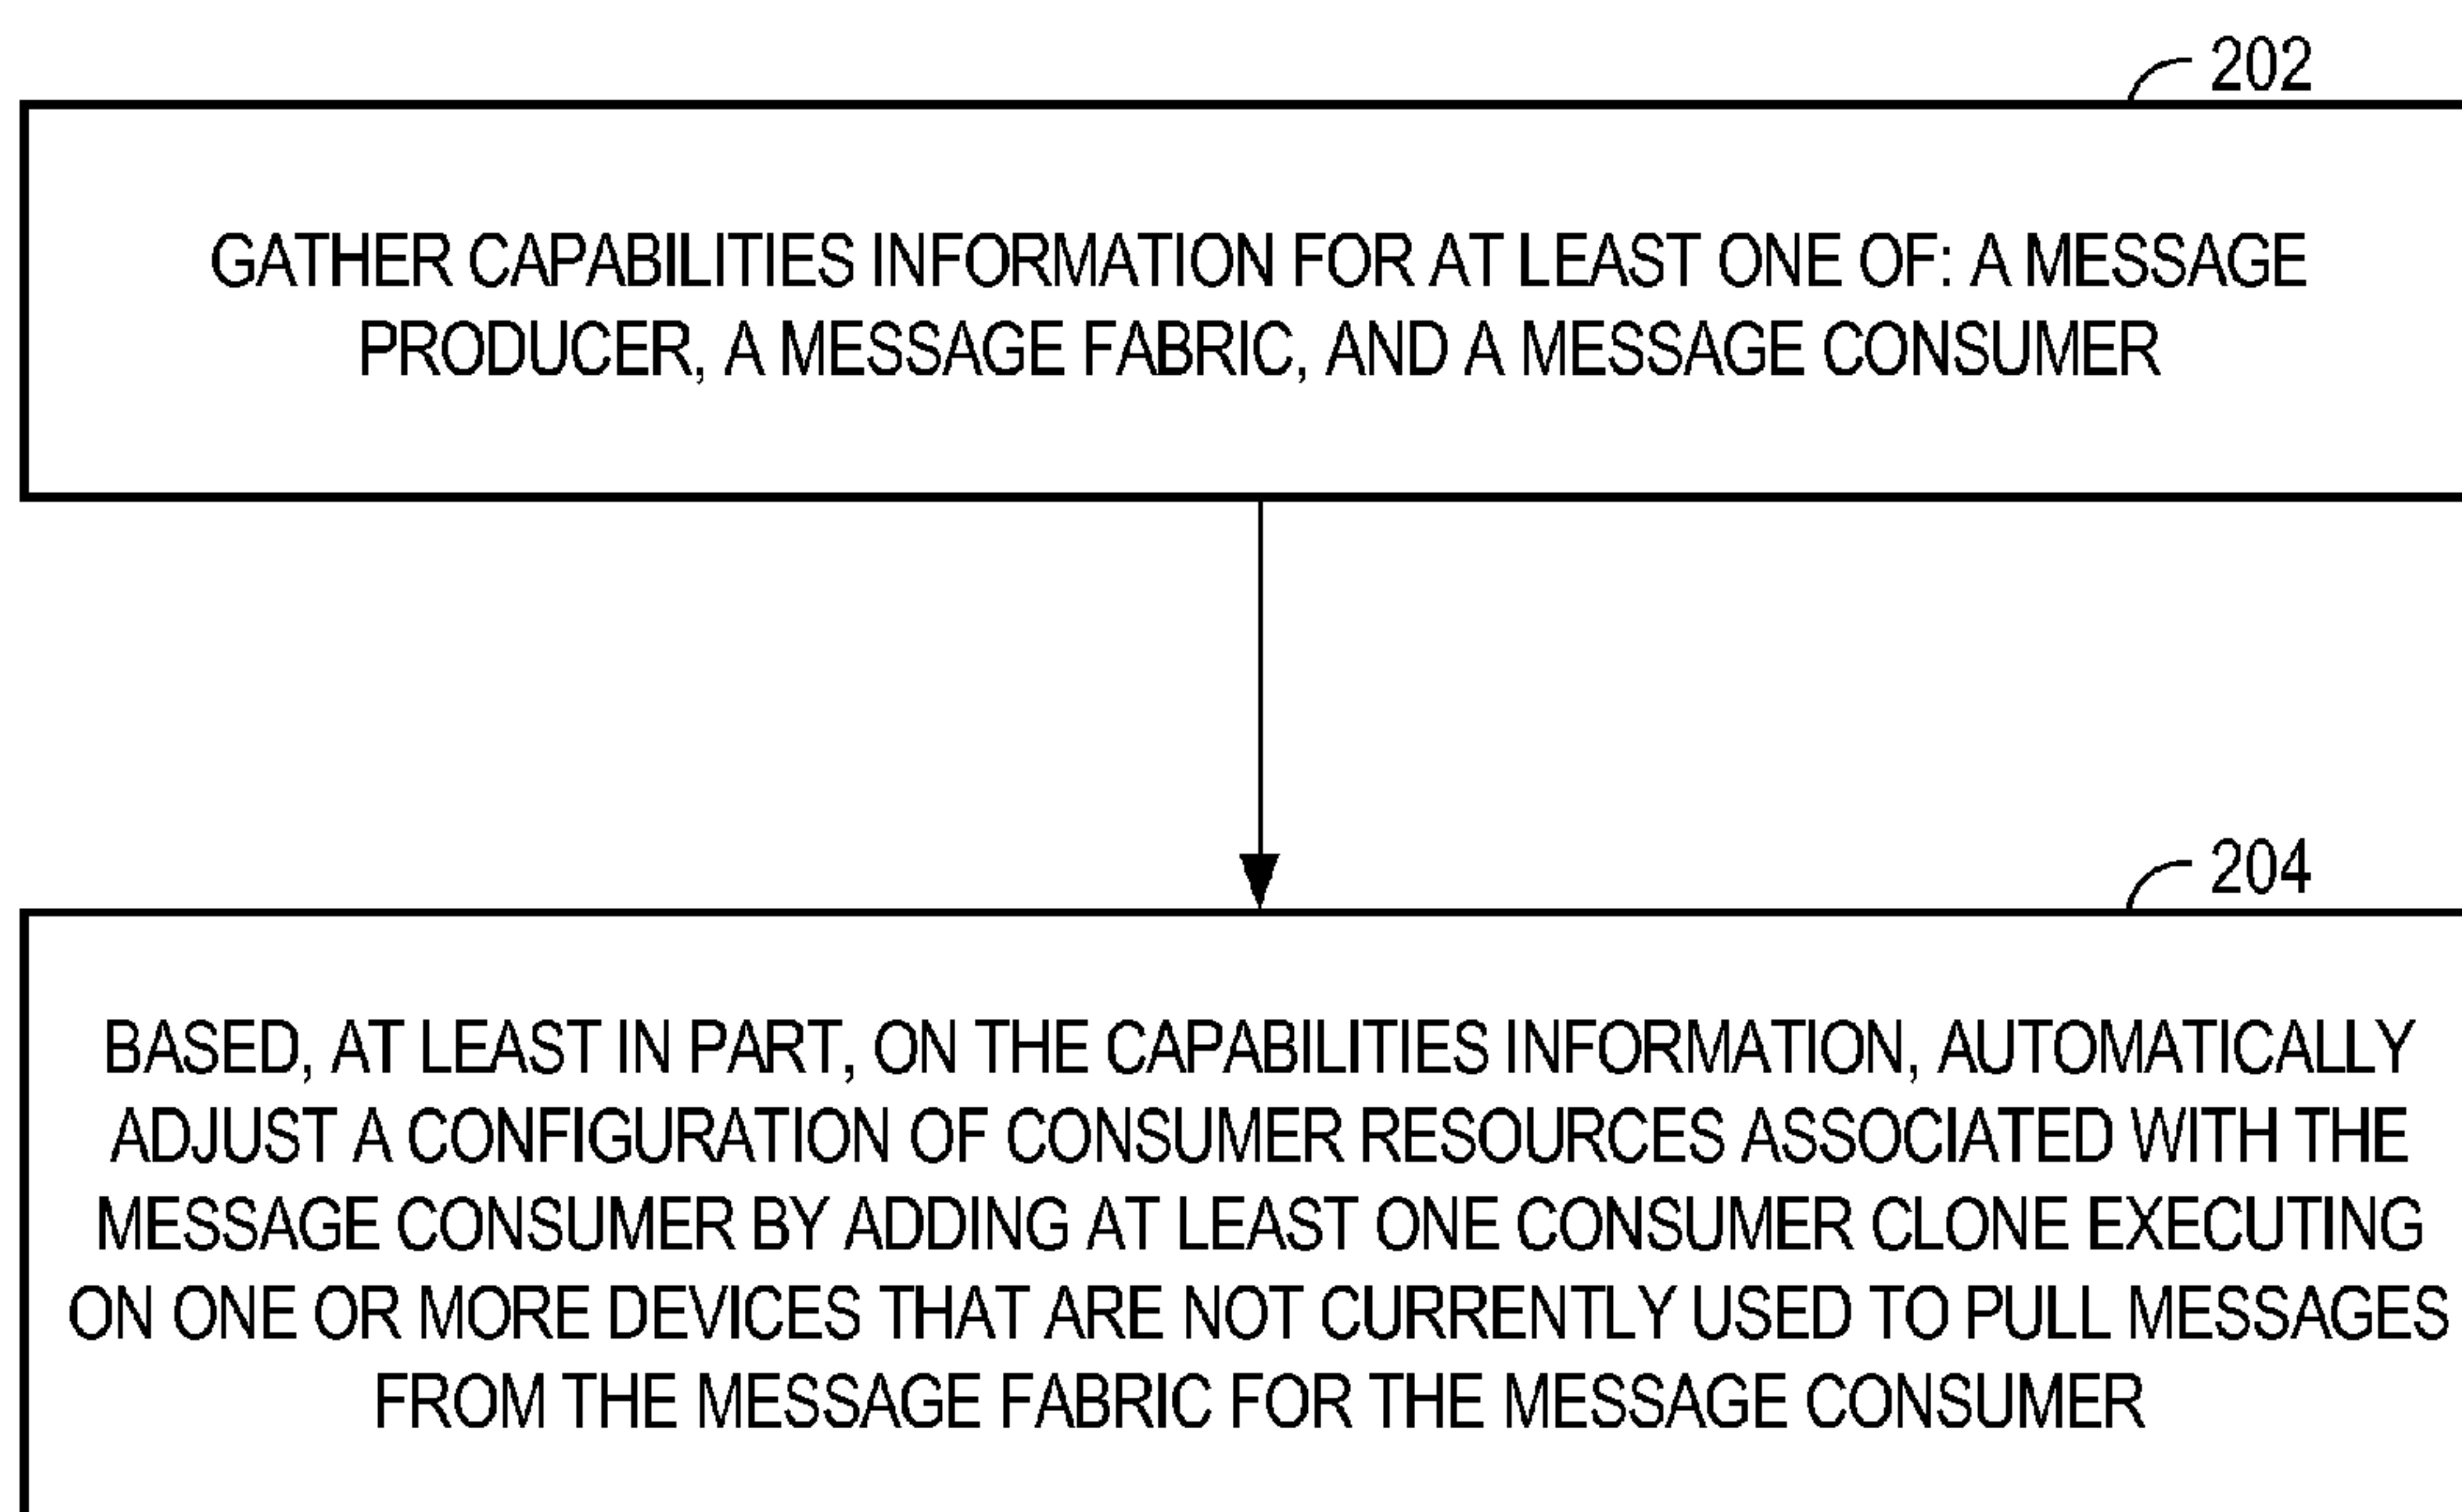 202
GATHER CAPABILITIES INFORMATION FOR AT LEAST ONE OF: A MESSAGE
PRODUCER, A MESSAGE FABRIC, AND A MESSAGE CONSUMER
204
BASED, AT LEAST IN PART, ON THE CAPABILITIES INFORMATION, AUTOMATICALLY
ADJUST A CONFIGURATION OF CONSUMER RESOURCES ASSOCIATED WITH THE
MESSAGE CONSUMER BY ADDING AT LEAST ONE CONSUMER CLONE EXECUTING
ON ONE OR MORE DEVICES THAT ARE NOT CURRENTLY USED TO PULL MESSAGES
FROM THE MESSAGE FABRIC FOR THE MESSAGE CONSUMER